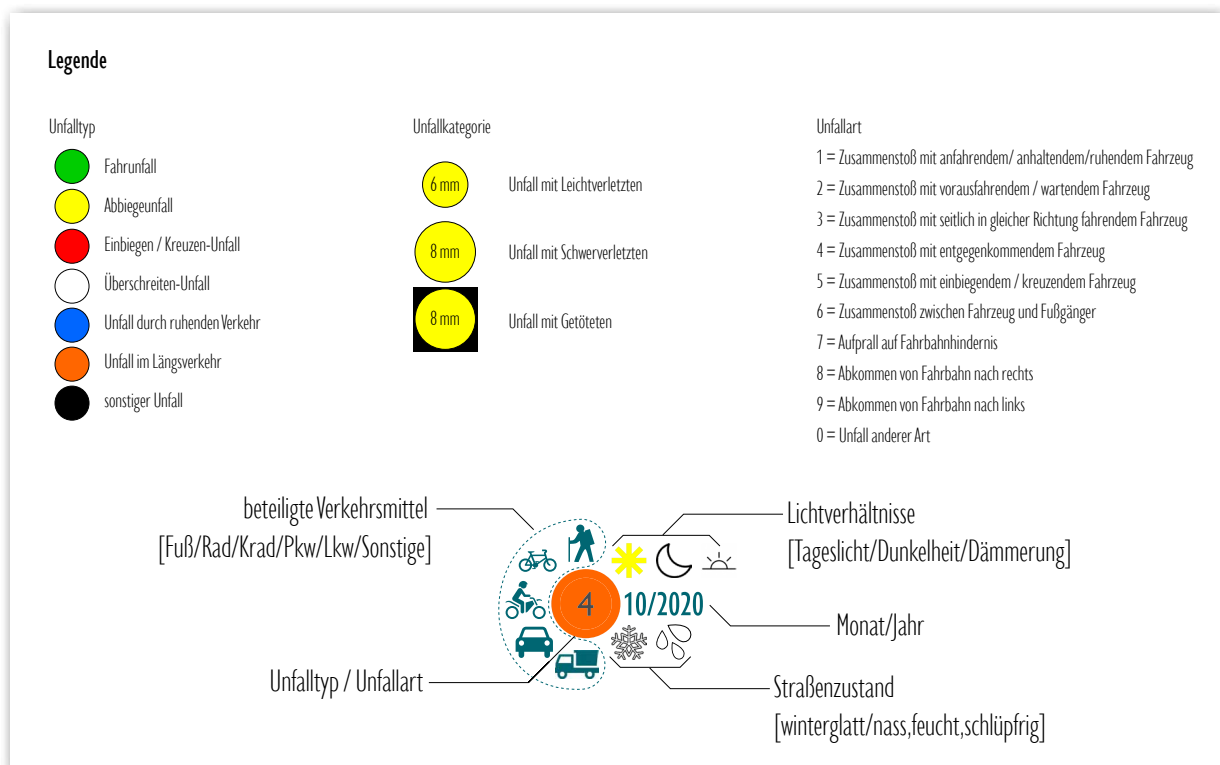 Legende
Unfalltyp
Fahrunfall
Abbiegeunfall
Einbiegen / Kreuzen-Unfall
Überschreiten-Unfall
Unfall durch ruhenden Verkehr
Unfall im Längsverkehr
sonstiger Unfall
Unfallkategorie
6 mm
Unfall mit Leichtverletzten
8 mm
Unfall mit Schwerverletzten
8 mm
Unfall mit Getöteten
Unfallart
1 = Zusammenstoß mit anfahrendem/ anhaltendem/ruhendem Fahrzeug
2 = Zusammenstoß mit vorausfahrendem / wartendem Fahrzeug
3 = Zusammenstoß mit seitlich in gleicher Richtung fahrendem Fahrzeug
4 = Zusammenstoß mit entgegenkommendem Fahrzeug
5 = Zusammenstoß mit einbiegendem / kreuzendem Fahrzeug
6 = Zusammenstoß zwischen Fahrzeug und Fußgänger
7 = Aufprall auf Fahrbahnhindernis
8 = Abkommen von Fahrbahn nach rechts
9 = Abkommen von Fahrbahn nach links
0 = Unfall anderer Art
beteiligte Verkehrsmittel
[Fuß/Rad/Krad/Pkw/Lkw/Sonstige]
Lichtverhältnisse
[Tageslicht/Dunkelheit/Dämmerung]
4
10/2020
Monat/Jahr
Unfalltyp / Unfallart
Straßenzustand
[winterglatt/nass,feucht,schlüpfrig]